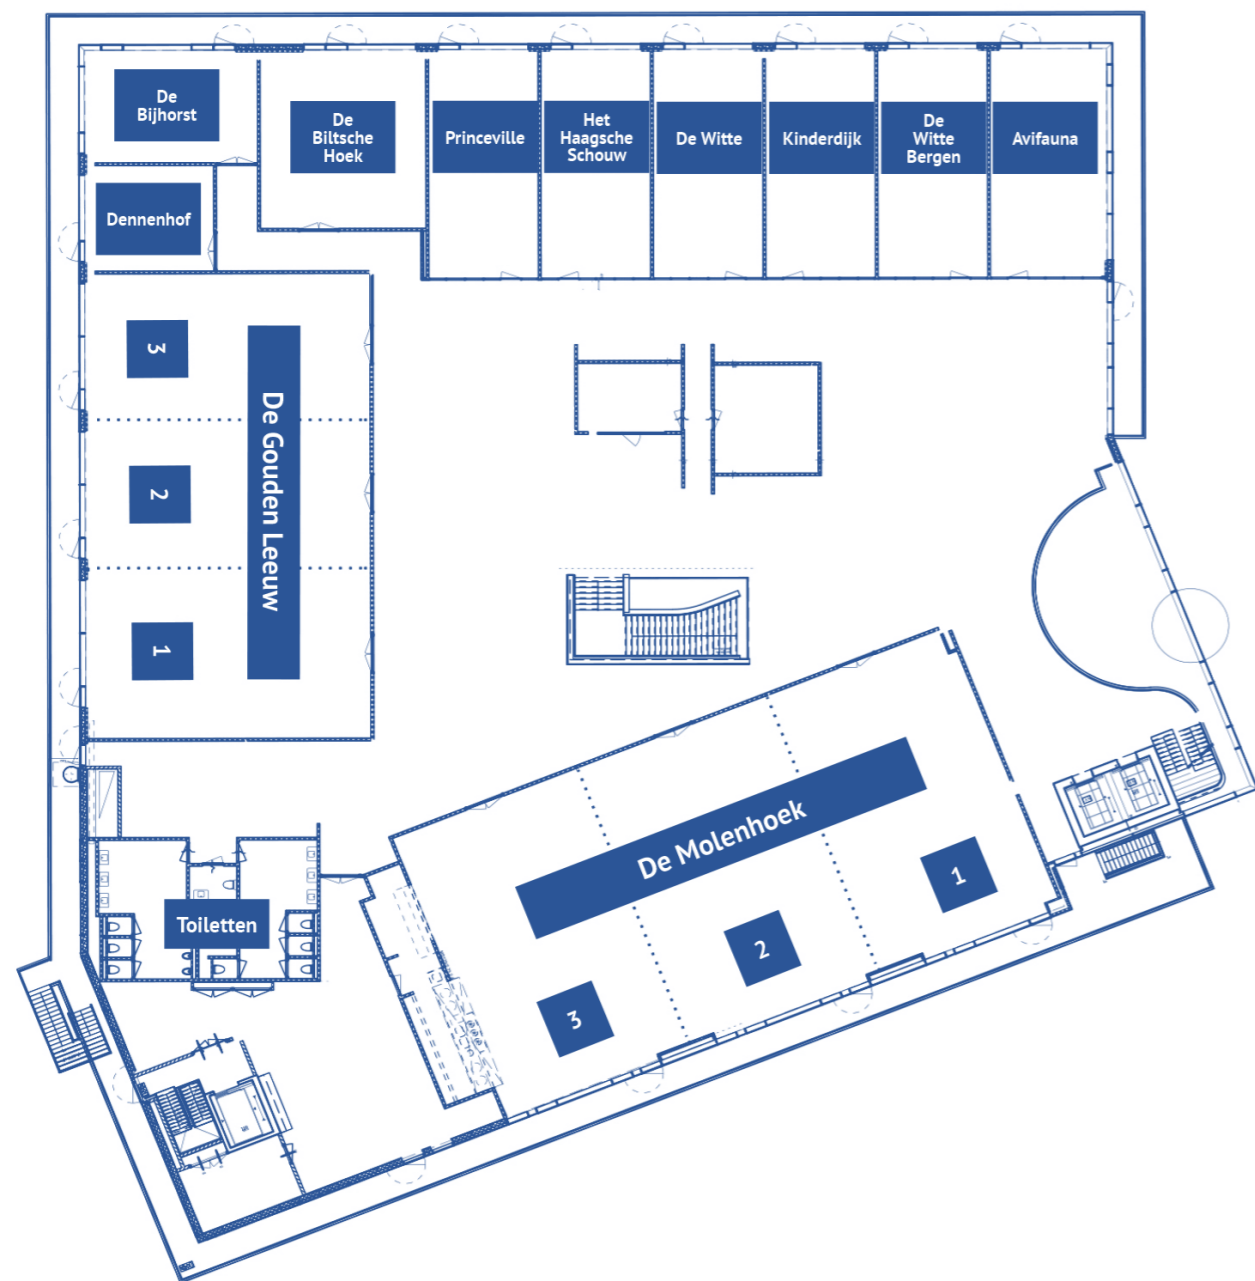 De
Bijhorst
De
Biltsche
Hoek
Princeville
Het
Haagsche
Schouw
De Witte
Kinderdijk
De
Witte
Bergen
Avifauna
Dennenhof
3
2
1
De Gouden Leeuw
De Molenhoek
1
2
3
Toiletten